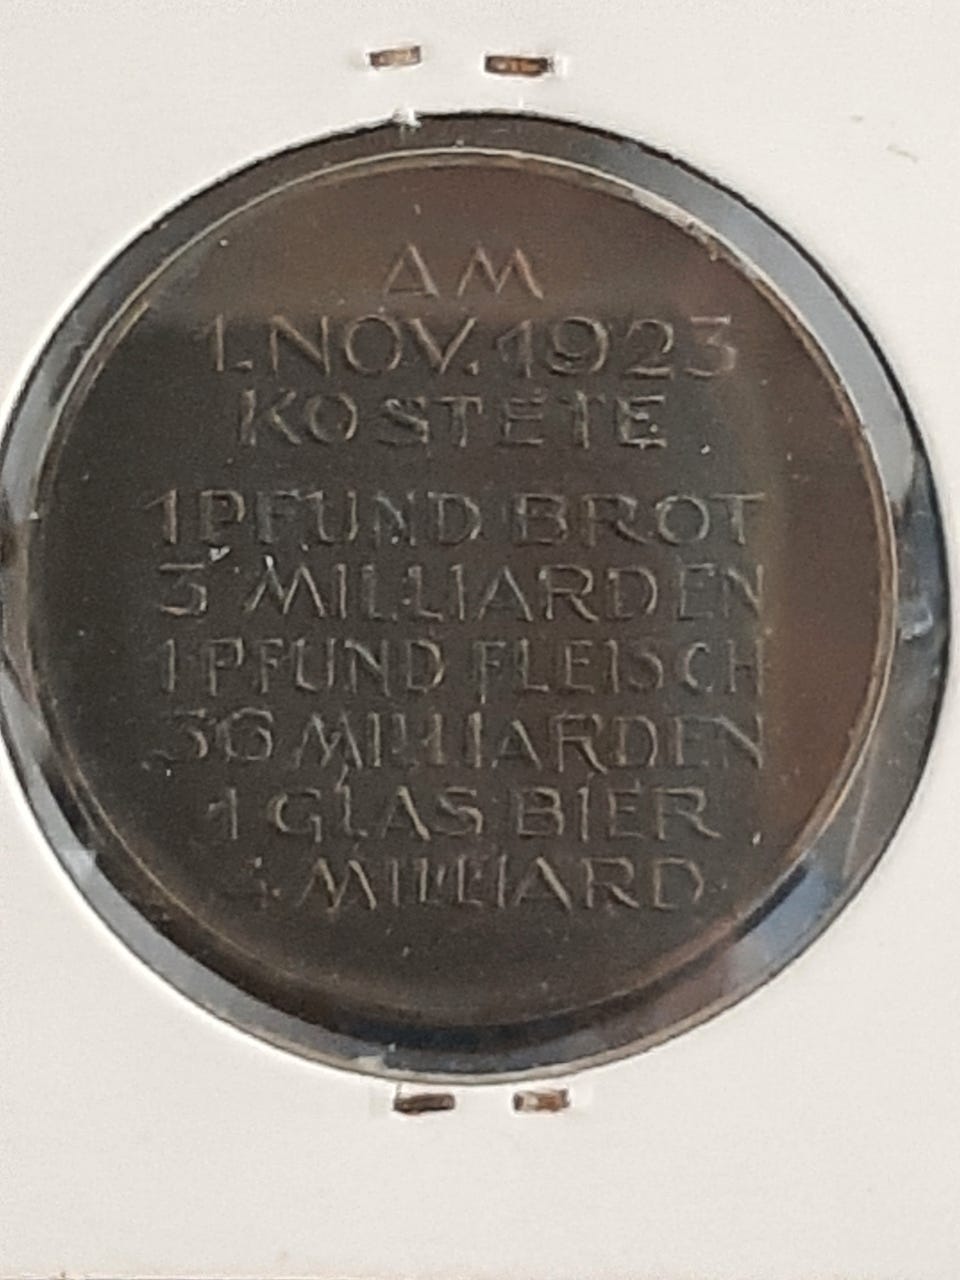 AM
1. NOV. 1923
KOSTETE
1 PFUND BROT
3 MILLIARDEN
1 PFUND FLEISCH
36 MILLIARDEN
1 GLAS BIER
4 MILLIARD.